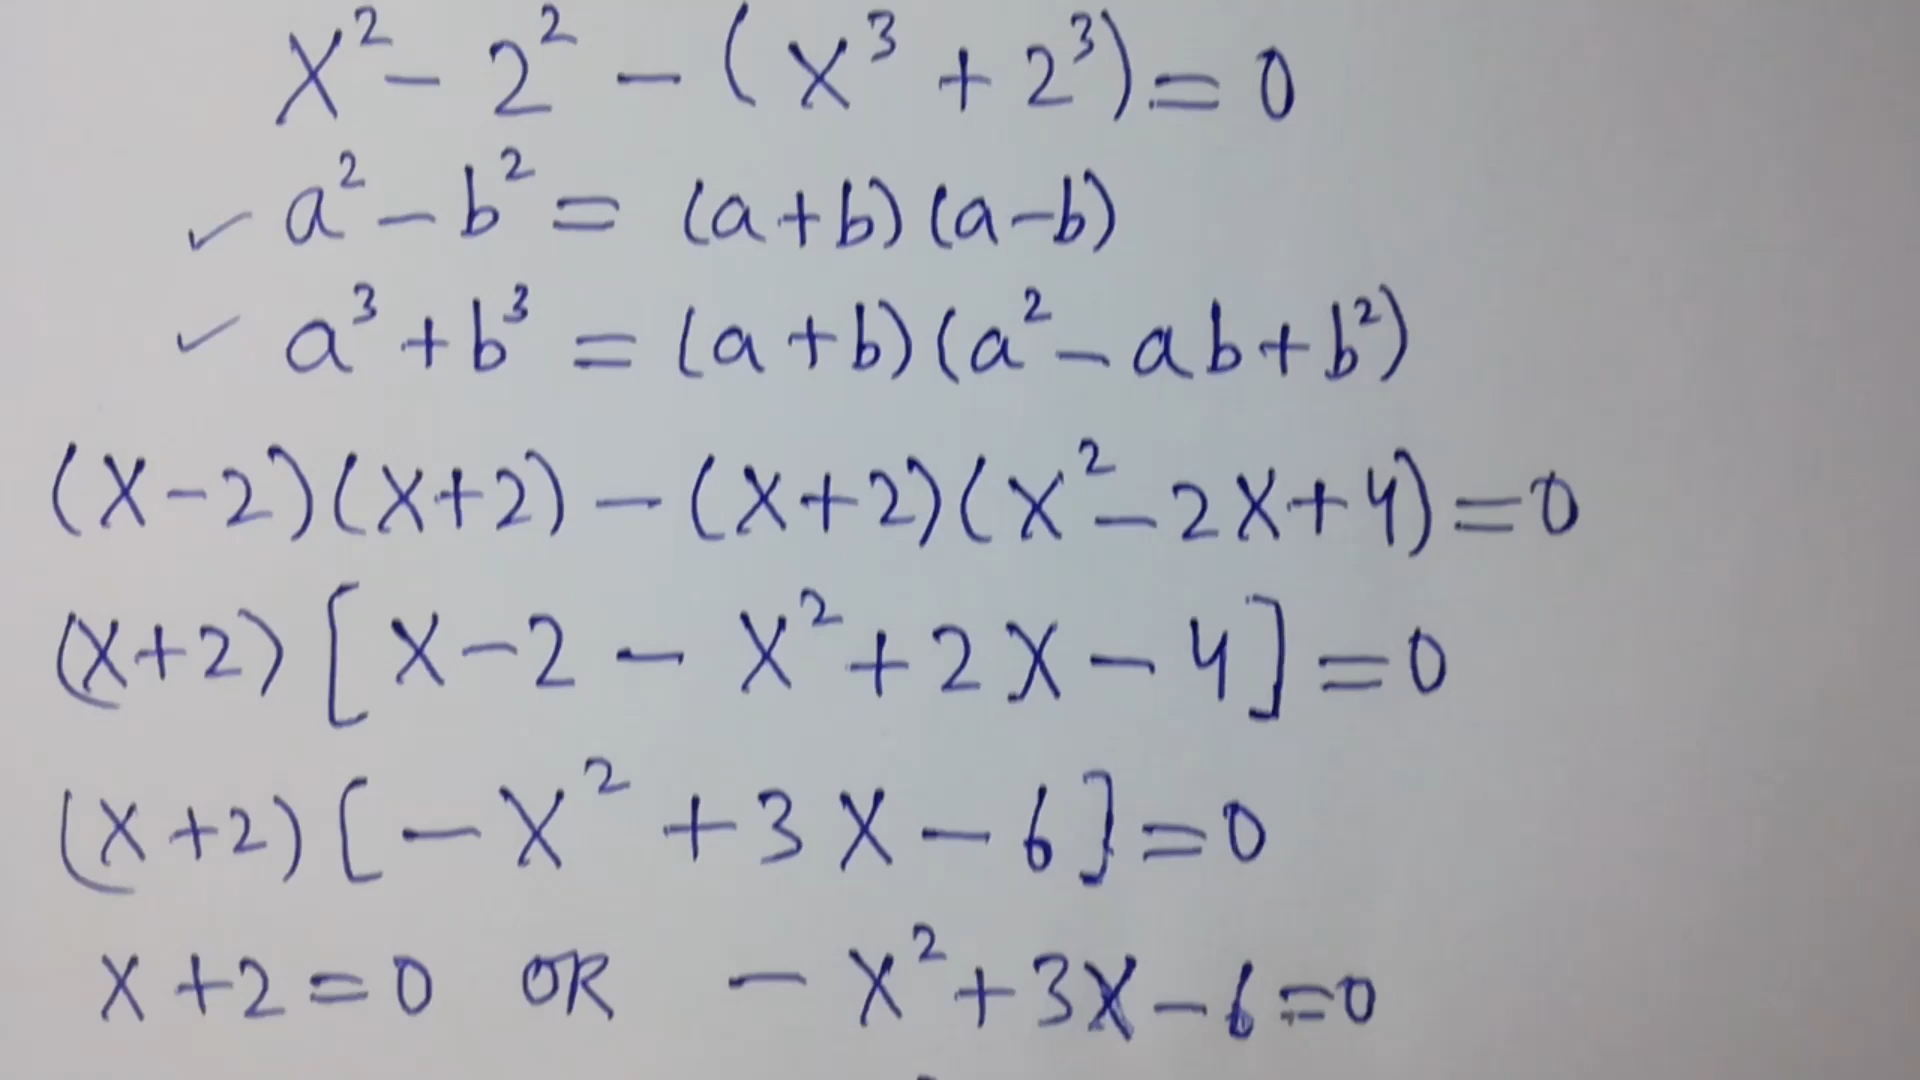 x² - 2² - (x³ + 2³) = 0
✓ a² - b² = (a+b)(a-b)
✓ a³ + b³ = (a+b)(a² - ab + b²)
(x-2)(x+2) - (x+2)(x² - 2x + 4) = 0
(x+2)[x - 2 - x² + 2x - 4] = 0
(x+2)[-x² + 3x - 6] = 0
x + 2 = 0 OR - x² + 3x - 6 = 0